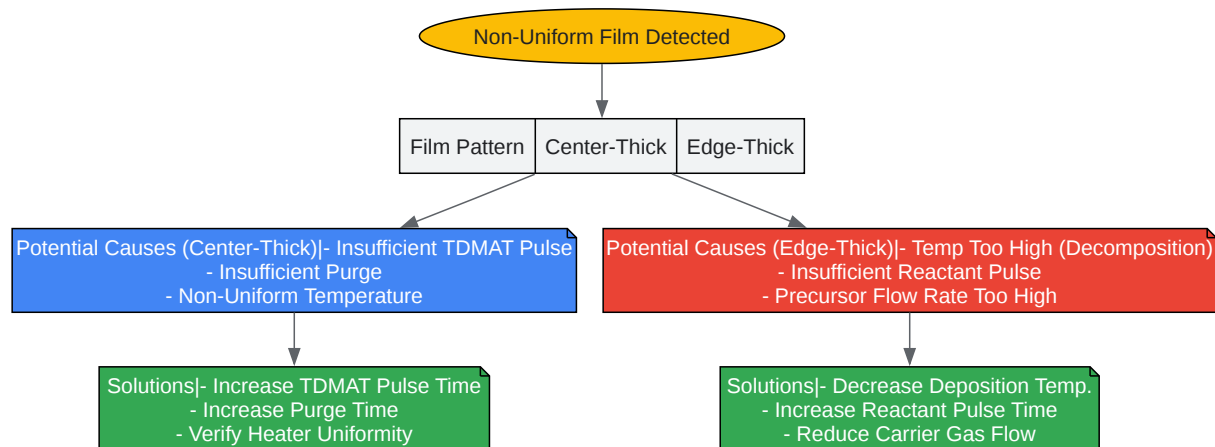 Non-Uniform Film Detected
Film Pattern Center-Thick Edge-Thick
Potential Causes (Center-Thick)|- Insufficient TDMAT Pulse
- Insufficient Purge
- Non-Uniform Temperature
Potential Causes (Edge-Thick)|- Temp Too High (Decomposition)
- Insufficient Reactant Pulse
- Precursor Flow Rate Too High
Solutions|- Increase TDMAT Pulse Time
- Increase Purge Time
- Verify Heater Uniformity
Solutions|- Decrease Deposition Temp.
- Increase Reactant Pulse Time
- Reduce Carrier Gas Flow